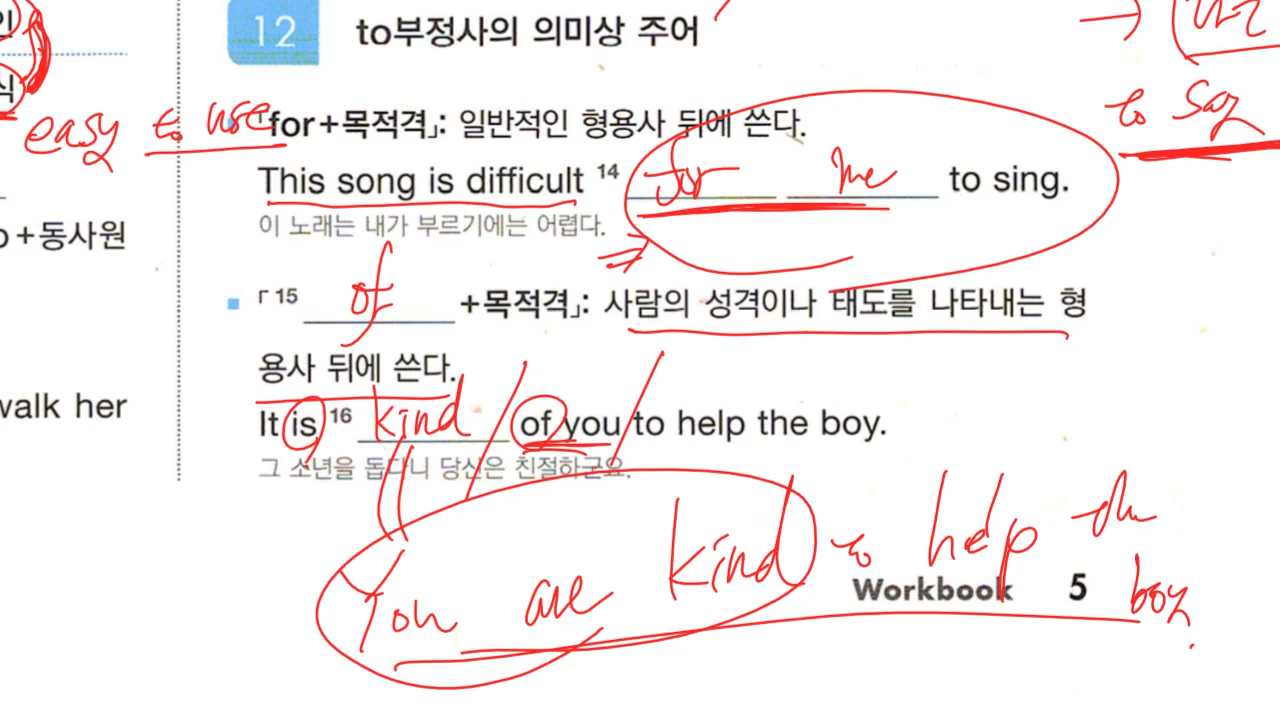 12 to부정사의 의미상 주어
easy to use
「for+목적격」: 일반적인 형용사 뒤에 쓴다.
to say
This song is difficult 14 for me to sing.
이 노래는 내가 부르기에는 어렵다.
+동사원
「15 of +목적격」: 사람의 성격이나 태도를 나타내는 형
용사 뒤에 쓴다.
walk her
It is 16 kind of you to help the boy.
그 소년을 돕다니 당신은 친절하군요.
You are kind to help the boy.
Workbook 5